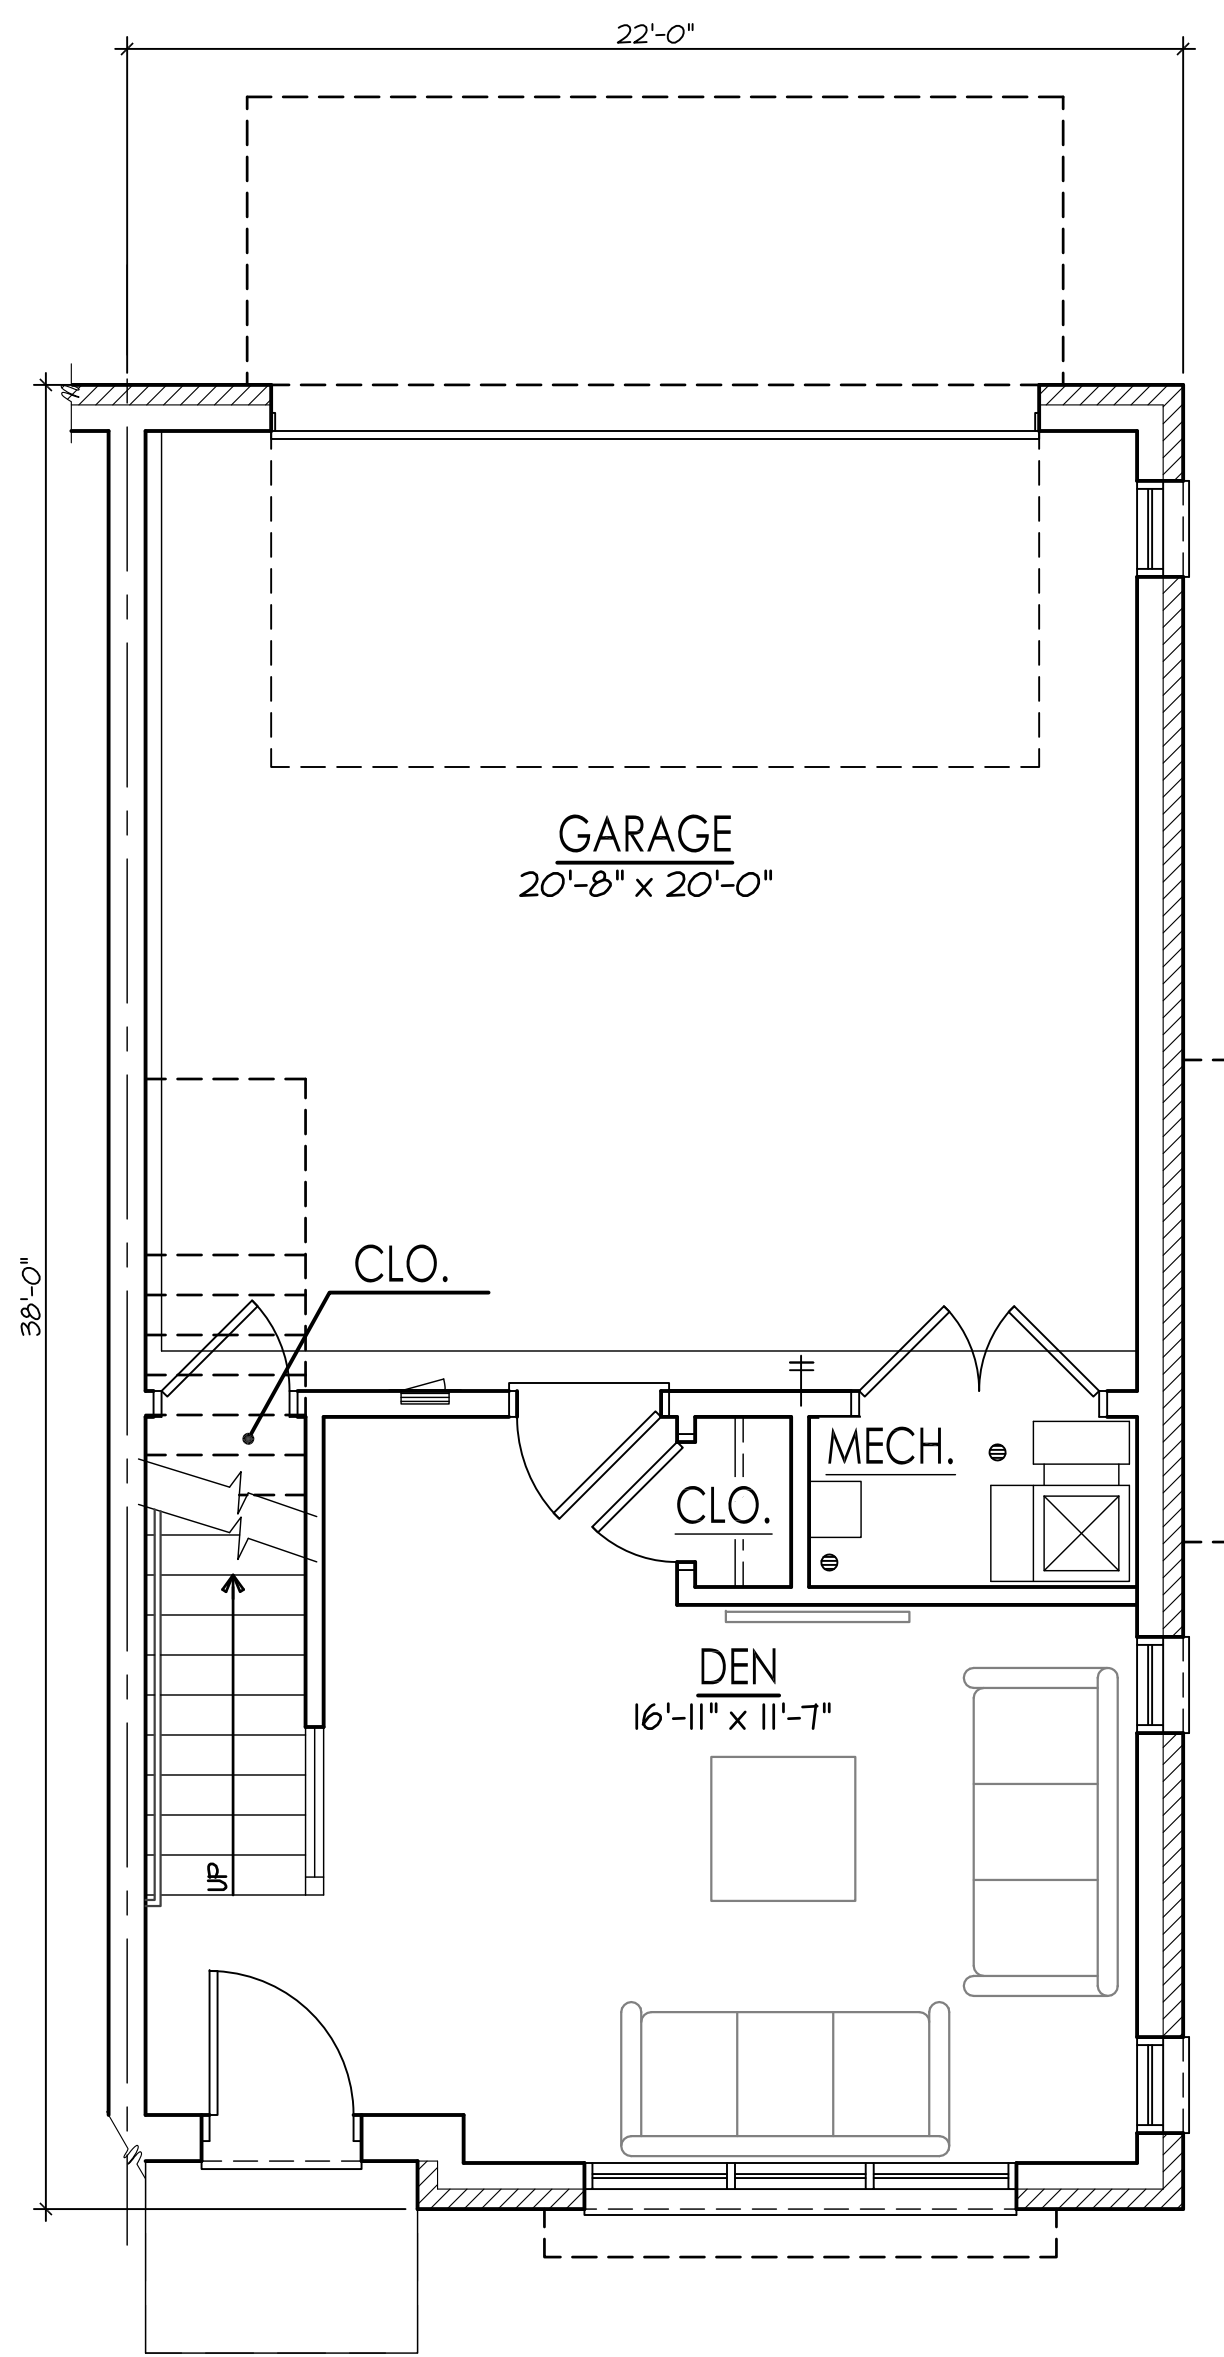 22'-0"
GARAGE
20'-8" x 20'-0"
CLO.
38'-0"
MECH.
CLO.
DEN
16'-11" x 11'-7"
UP